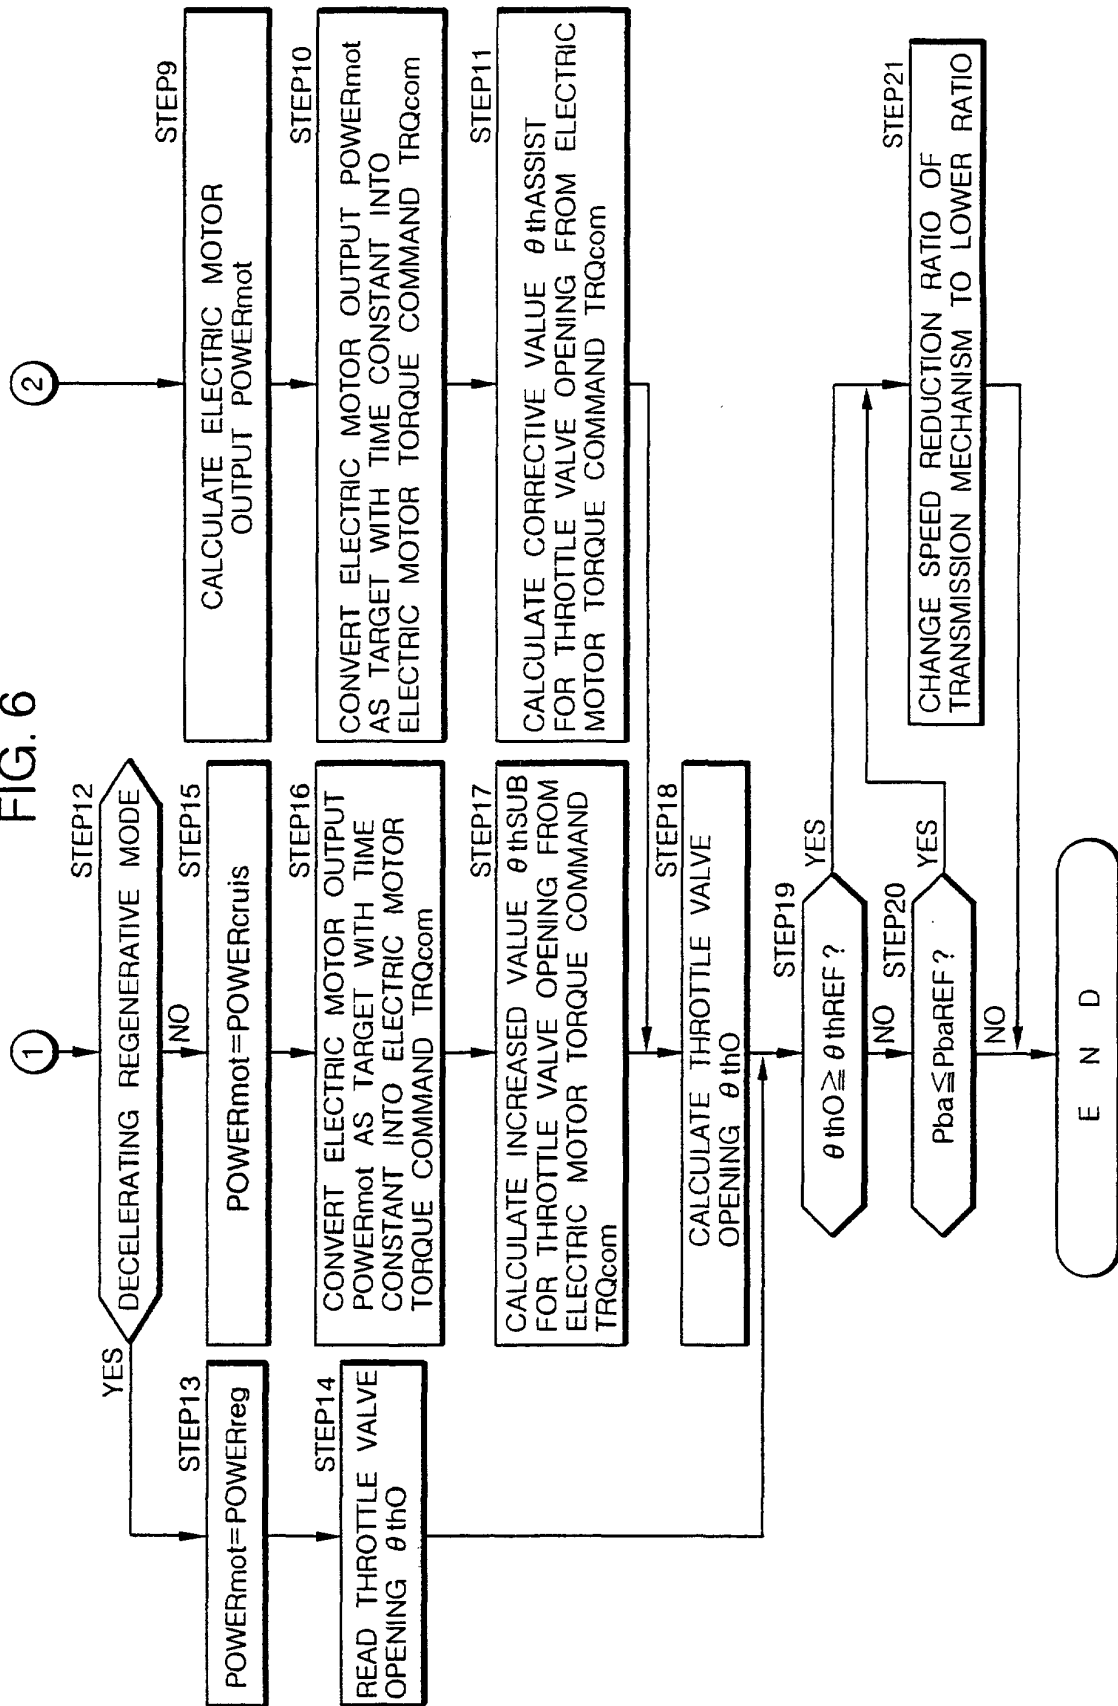 FIG. 6
1
STEP12
DECELERATING REGENERATIVE MODE
YES
NO
STEP13
POWERmot=POWERreg
STEP14
READ THROTTLE VALVE
OPENING θthO
STEP15
POWERmot=POWERcruis
STEP16
CONVERT ELECTRIC MOTOR OUTPUT
POWERmot AS TARGET WITH TIME
CONSTANT INTO ELECTRIC MOTOR
TORQUE COMMAND TRQcom
STEP17
CALCULATE INCREASED VALUE θthSUB
FOR THROTTLE VALVE OPENING FROM
ELECTRIC MOTOR TORQUE COMMAND
TRQcom
STEP18
CALCULATE THROTTLE VALVE
OPENING θthO
2
STEP9
CALCULATE ELECTRIC MOTOR
OUTPUT POWERmot
STEP10
CONVERT ELECTRIC MOTOR OUTPUT POWERmot
AS TARGET WITH TIME CONSTANT INTO
ELECTRIC MOTOR TORQUE COMMAND TRQcom
STEP11
CALCULATE CORRECTIVE VALUE θthASSIST
FOR THROTTLE VALVE OPENING FROM ELECTRIC
MOTOR TORQUE COMMAND TRQcom
STEP19
θthO≧θthREF?
YES
NO
STEP20
Pba≦PbaREF?
YES
NO
STEP21
CHANGE SPEED REDUCTION RATIO OF
TRANSMISSION MECHANISM TO LOWER RATIO
END